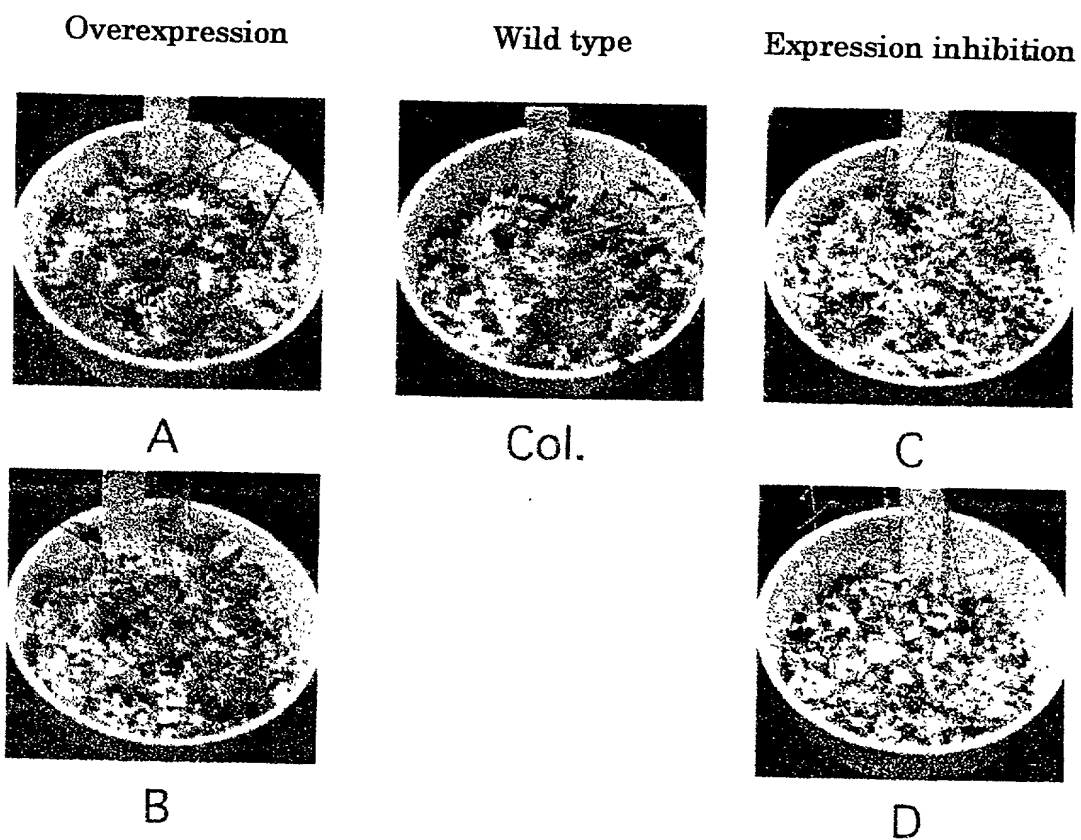 Overexpression
Wild type
Expression inhibition
A
Col.
C
B
D